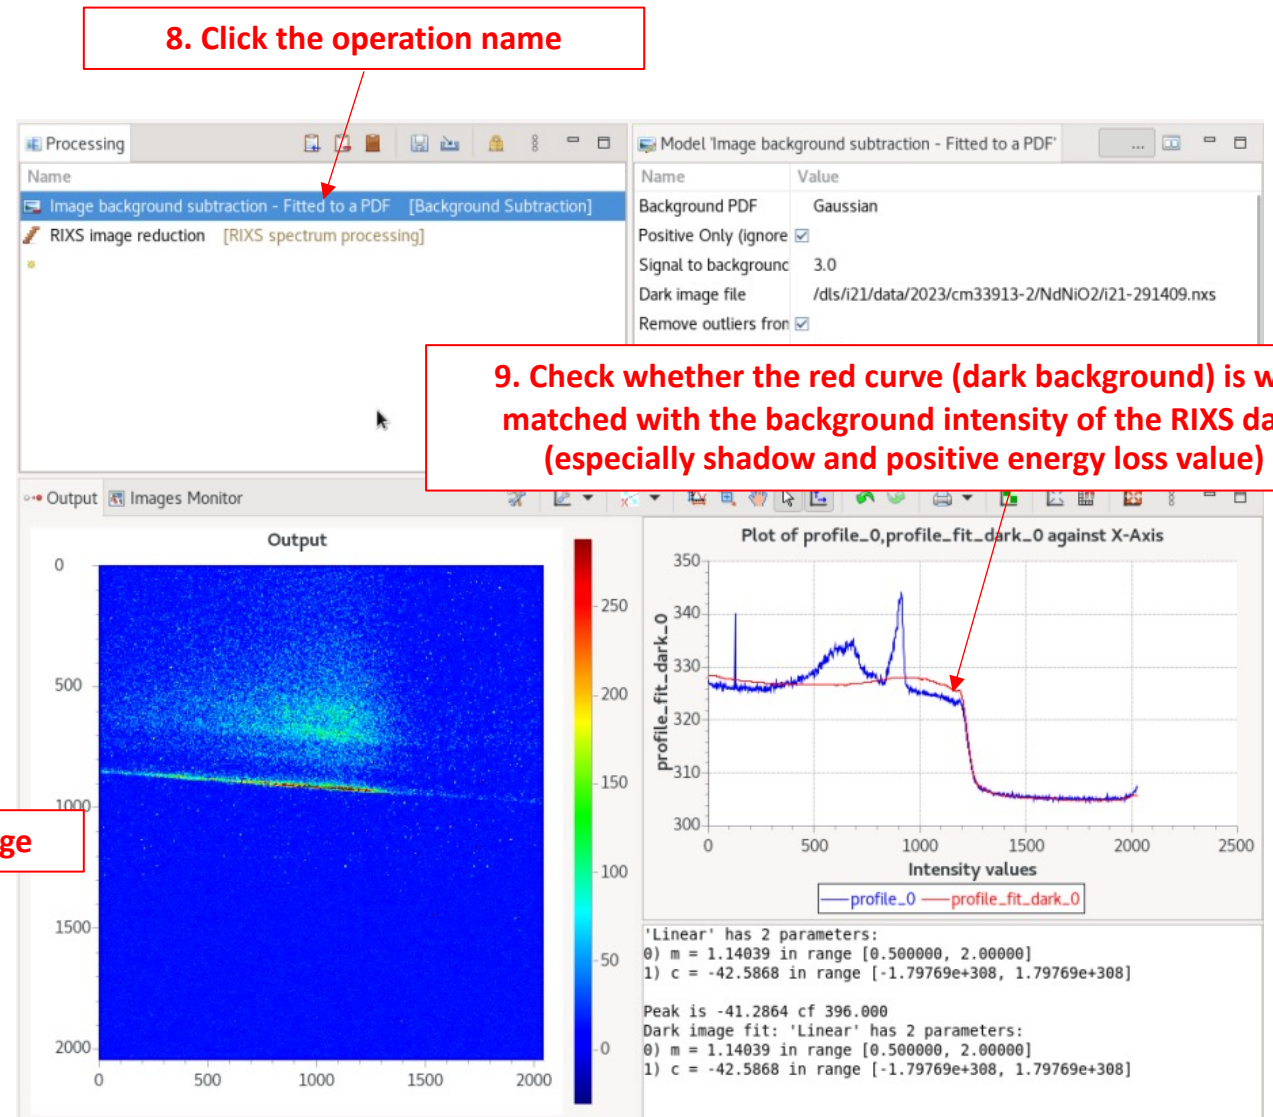 8. Click the operation name
Processing
Name
Image background subtraction - Fitted to a PDF [Background Subtraction]
RIXS image reduction [RIXS spectrum processing]
Model 'Image background subtraction - Fitted to a PDF'
...
Name Value
Background PDF Gaussian
Positive Only (ignore
Signal to background 3.0
Dark image file /dls/i21/data/2023/cm33913-2/NdNiO2/i21-291409.nxs
Remove outliers from
9. Check whether the red curve (dark background) is w
matched with the background intensity of the RIXS da
(especially shadow and positive energy loss value)
Output Images Monitor
Output
0
500
1000
1500
2000
0 500 1000 1500 2000
250
200
150
100
50
0
ge
Plot of profile_0,profile_fit_dark_0 against X-Axis
profile_fit_dark_0
350
340
330
320
310
300
0 500 1000 1500 2000 2500
Intensity values
profile_0 profile_fit_dark_0
'Linear' has 2 parameters:
0) m = 1.14039 in range [0.500000, 2.00000]
1) c = -42.5868 in range [-1.79769e+308, 1.79769e+308]
Peak is -41.2864 cf 396.000
Dark image fit: 'Linear' has 2 parameters:
0) m = 1.14039 in range [0.500000, 2.00000]
1) c = -42.5868 in range [-1.79769e+308, 1.79769e+308]